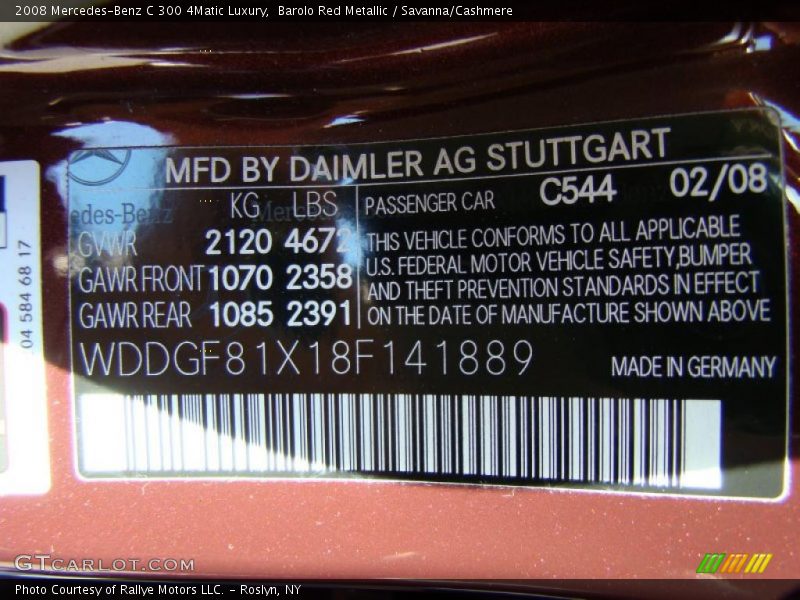 2008 Mercedes-Benz C 300 4Matic Luxury,  Barolo Red Metallic / Savanna/Cashmere
MFD BY DAIMLER AG STUTTGART
edes-Benz
KG LBS
GVWR 2120 4672
GAWR FRONT 1070 2358
GAWR REAR 1085 2391
PASSENGER CAR C544 02/08
THIS VEHICLE CONFORMS TO ALL APPLICABLE
U.S. FEDERAL MOTOR VEHICLE SAFETY, BUMPER
AND THEFT PREVENTION STANDARDS IN EFFECT
ON THE DATE OF MANUFACTURE SHOWN ABOVE
WDDGF81X18F141889
MADE IN GERMANY
04 584 68 17
GTCARLOT.COM
Photo Courtesy of Rallye Motors LLC. - Roslyn, NY